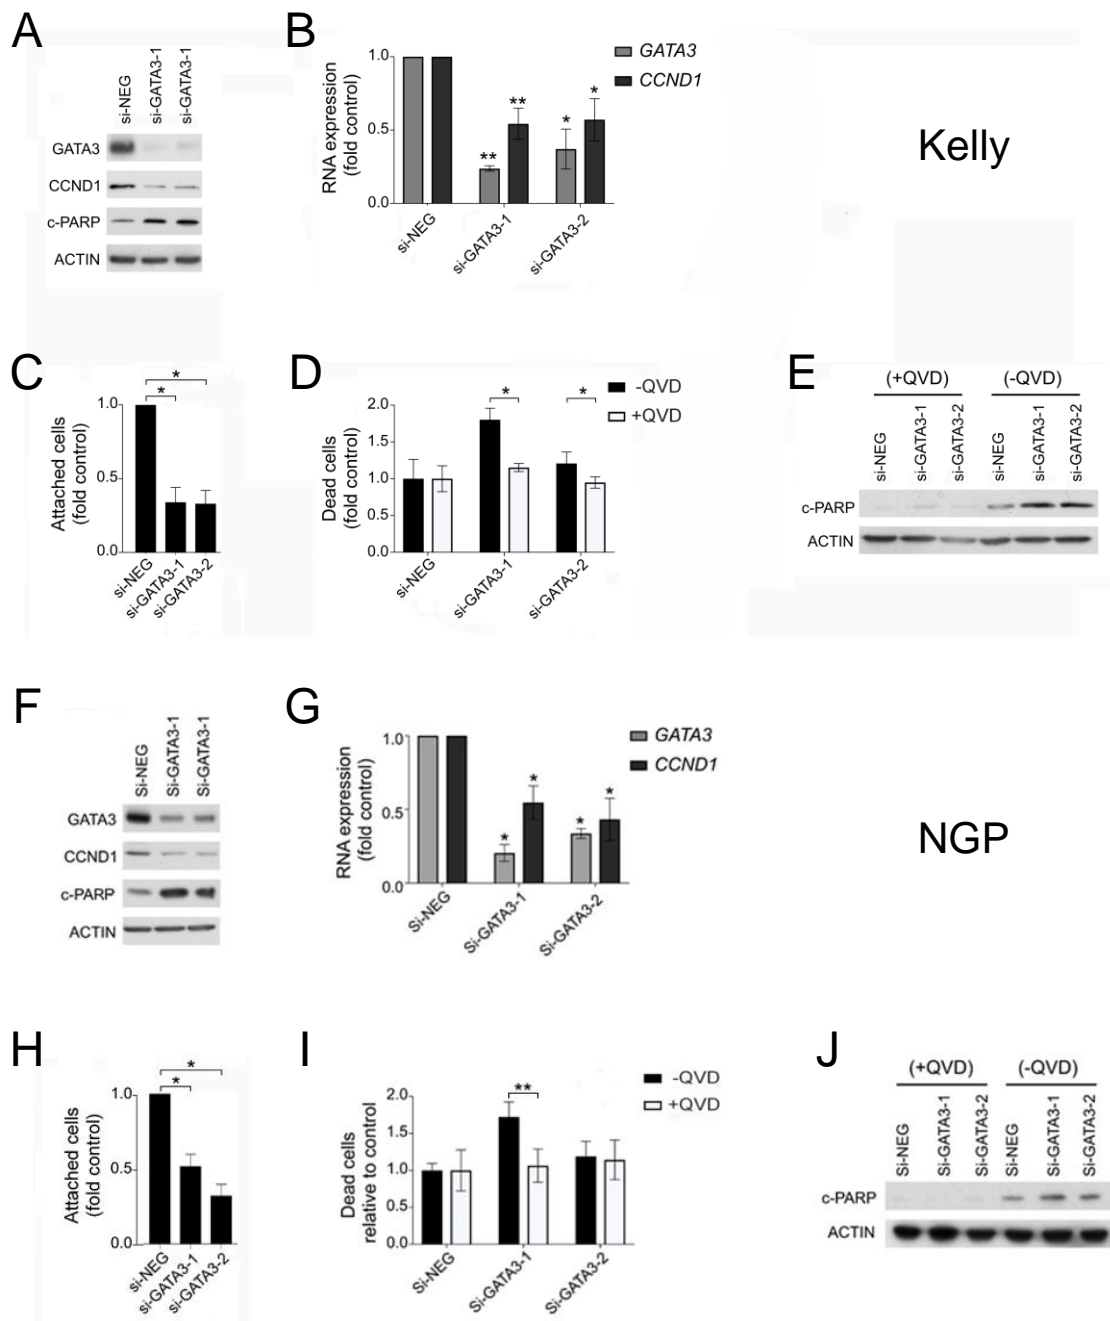 A
si-NEG
si-GATA3-1
si-GATA3-1
GATA3
CCND1
c-PARP
ACTIN
B
RNA expression
(fold control)
1.0
0.5
0.0
**
**
*
*
si-NEG
si-GATA3-1
si-GATA3-2
GATA3
CCND1
Kelly
C
Attached cells
(fold control)
1.0
0.5
0.0
*
*
si-NEG
si-GATA3-1
si-GATA3-2
D
Dead cells
(fold control)
2.0
1.5
1.0
0.5
0.0
*
*
-QVD
+QVD
si-NEG
si-GATA3-1
si-GATA3-2
E
(+QVD)
(-QVD)
si-NEG
si-GATA3-1
si-GATA3-2
si-NEG
si-GATA3-1
si-GATA3-2
c-PARP
ACTIN
F
Si-NEG
Si-GATA3-1
Si-GATA3-1
GATA3
CCND1
c-PARP
ACTIN
G
RNA expression
(fold control)
1.0
0.5
0.0
*
*
*
*
Si-NEG
Si-GATA3-1
Si-GATA3-2
GATA3
CCND1
NGP
H
Attached cells
(fold control)
1.0
0.5
0.0
*
*
si-NEG
si-GATA3-1
si-GATA3-2
I
Dead cells
relative to control
2.0
1.5
1.0
0.5
0.0
**
-QVD
+QVD
Si-NEG
Si-GATA3-1
Si-GATA3-2
J
(+QVD)
(-QVD)
Si-NEG
Si-GATA3-1
Si-GATA3-2
Si-NEG
Si-GATA3-1
Si-GATA3-2
c-PARP
ACTIN